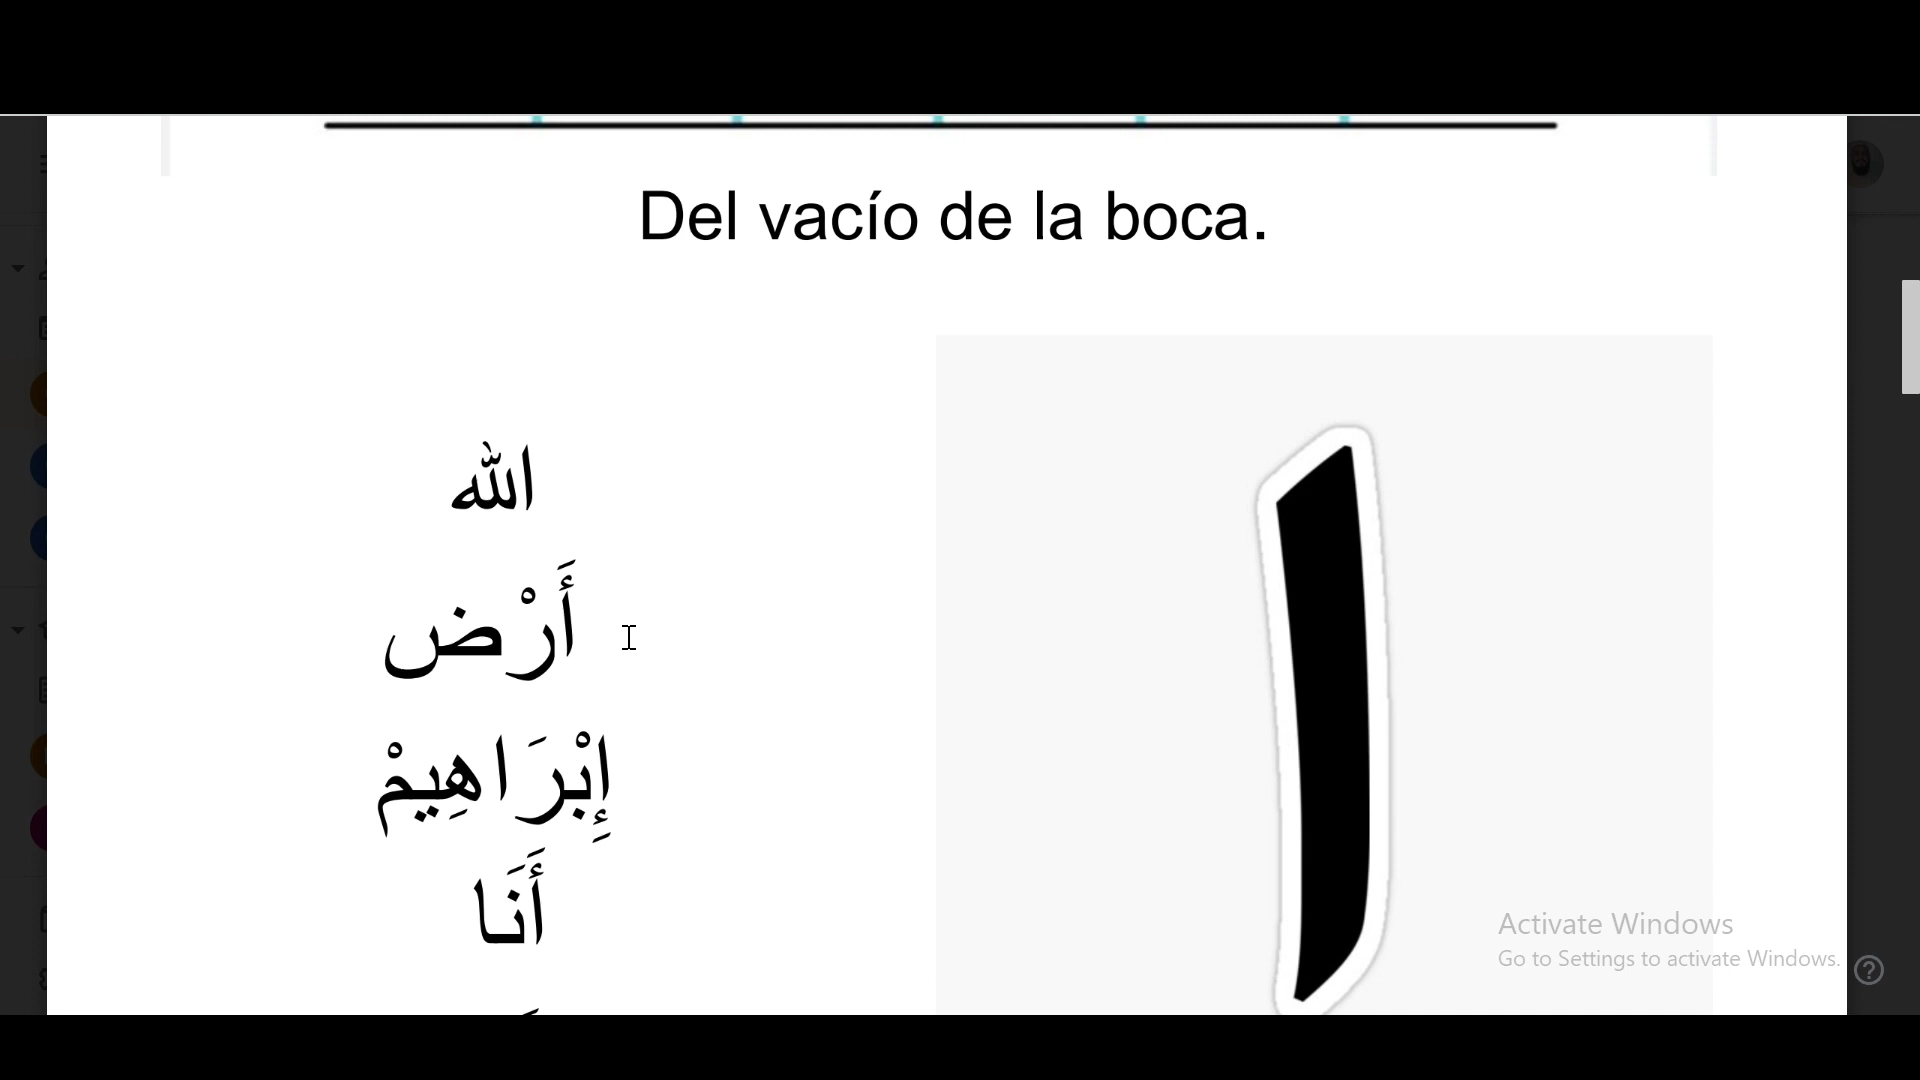 Del vacío de la boca.
الله
أَرْض
إِبْرَاهِيمْ
أَنَا
ا
Activate Windows
Go to Settings to activate Windows.